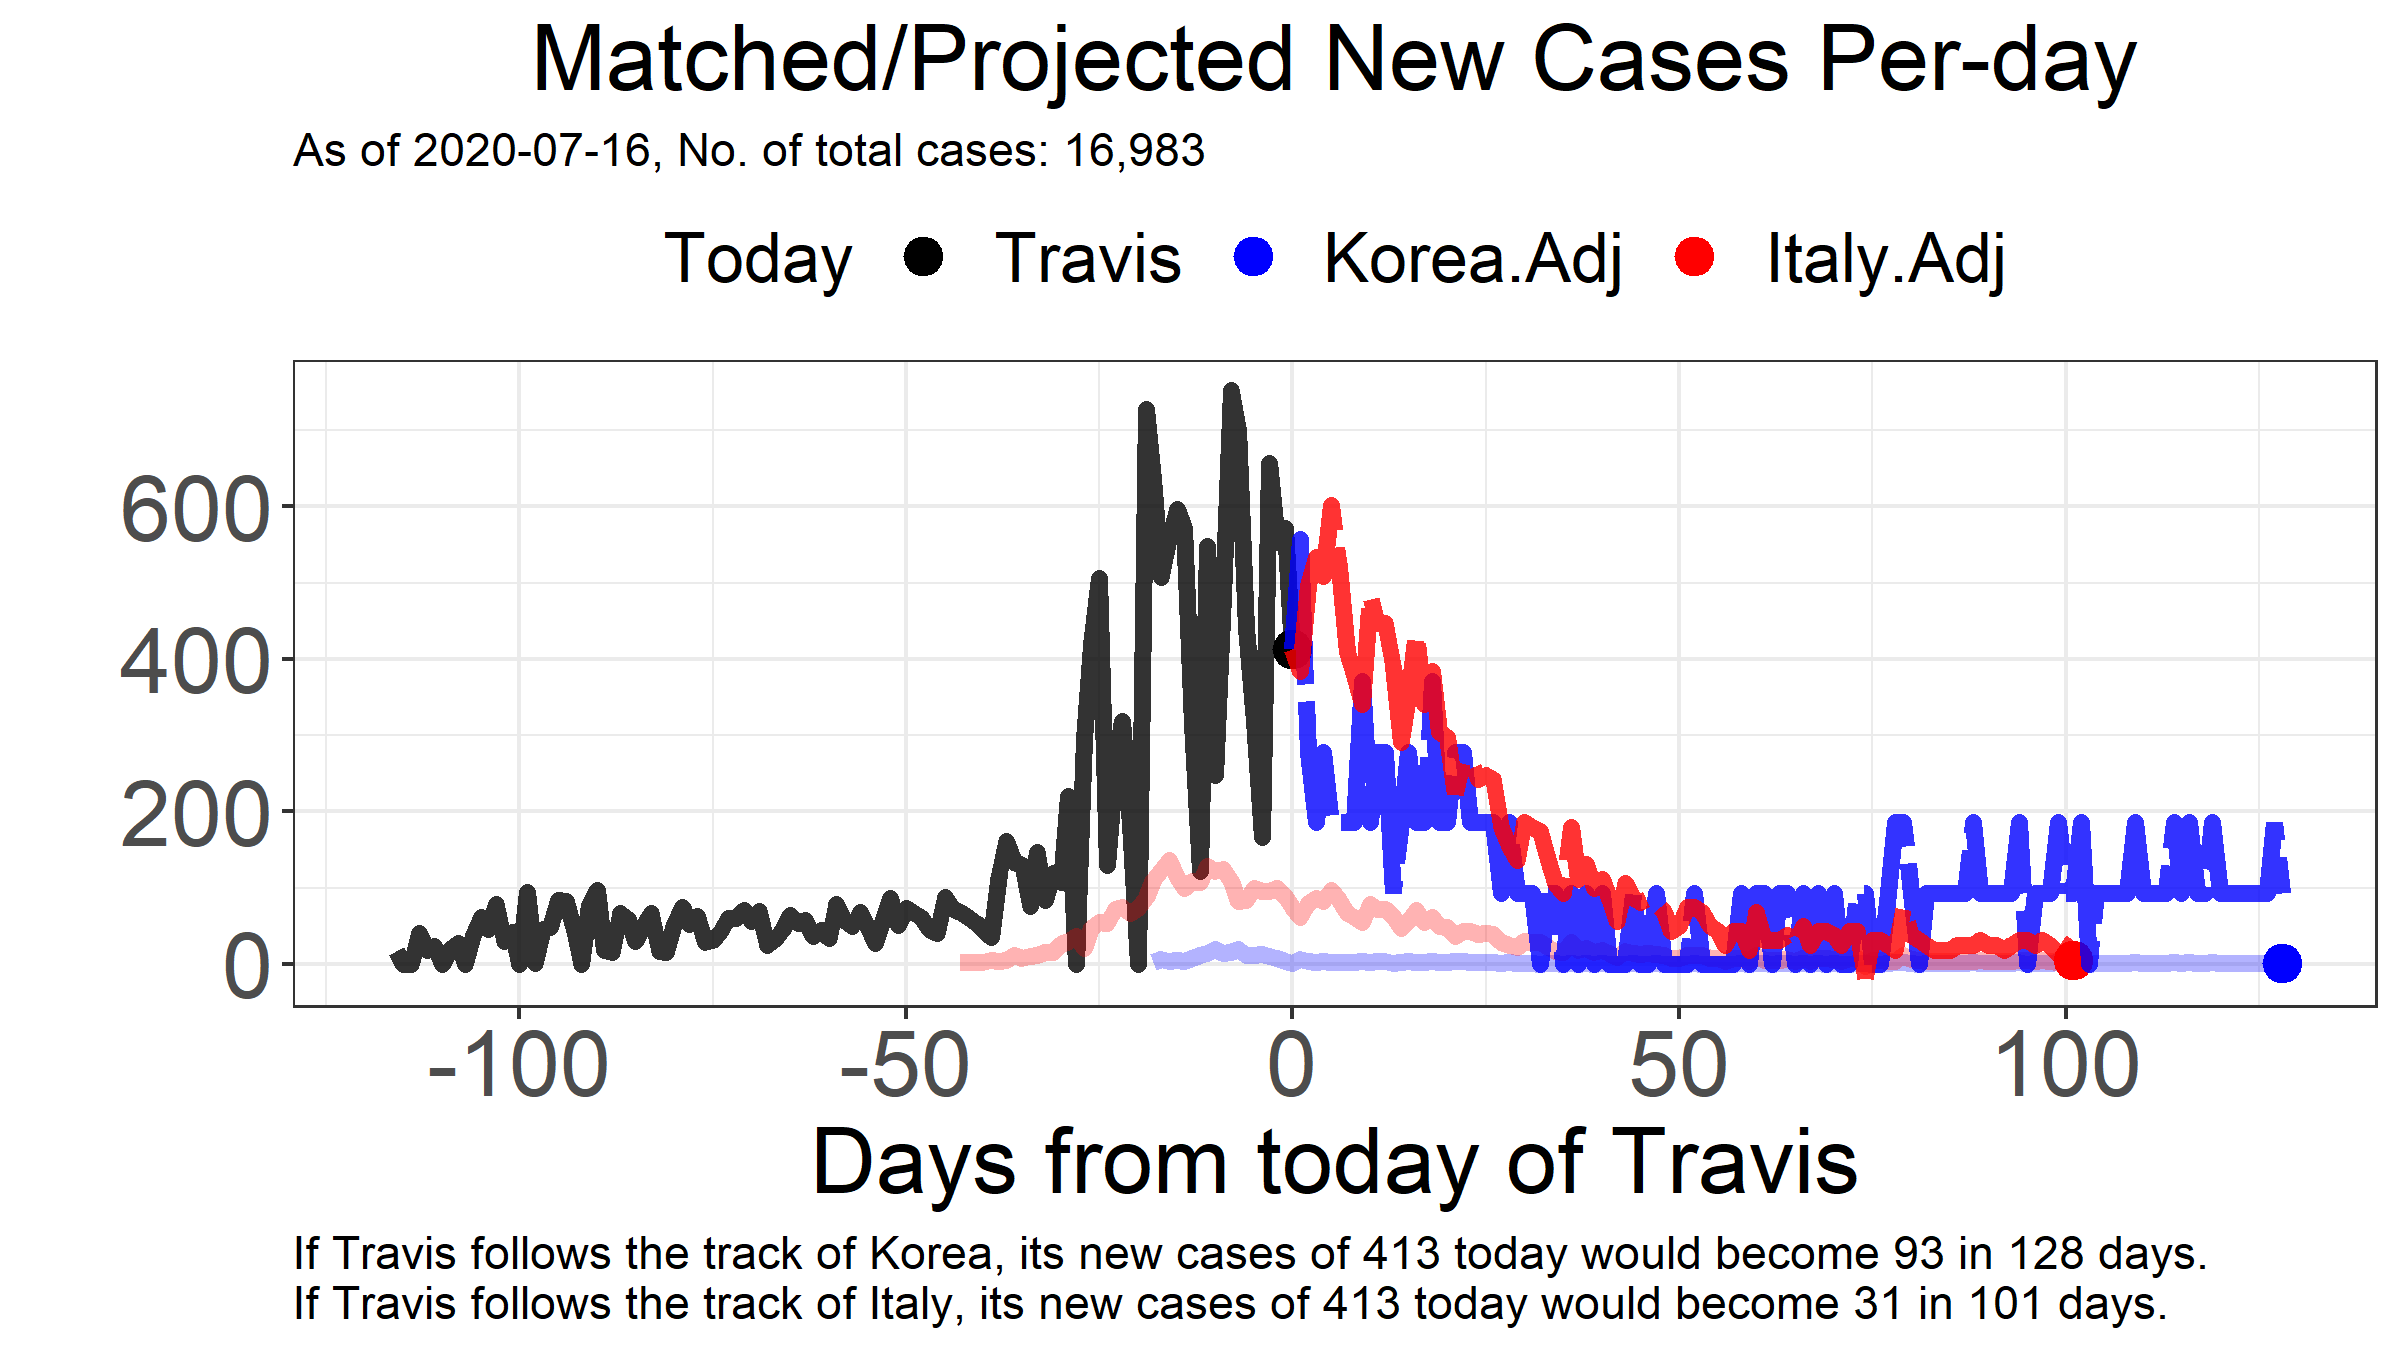 Matched/Projected New Cases Per-day
As of 2020-07-16, No. of total cases: 16,983
Today Travis Korea.Adj Italy.Adj
600
400
200
0
-100 -50 0 50 100
Days from today of Travis
If Travis follows the track of Korea, its new cases of 413 today would become 93 in 128 days.
If Travis follows the track of Italy, its new cases of 413 today would become 31 in 101 days.